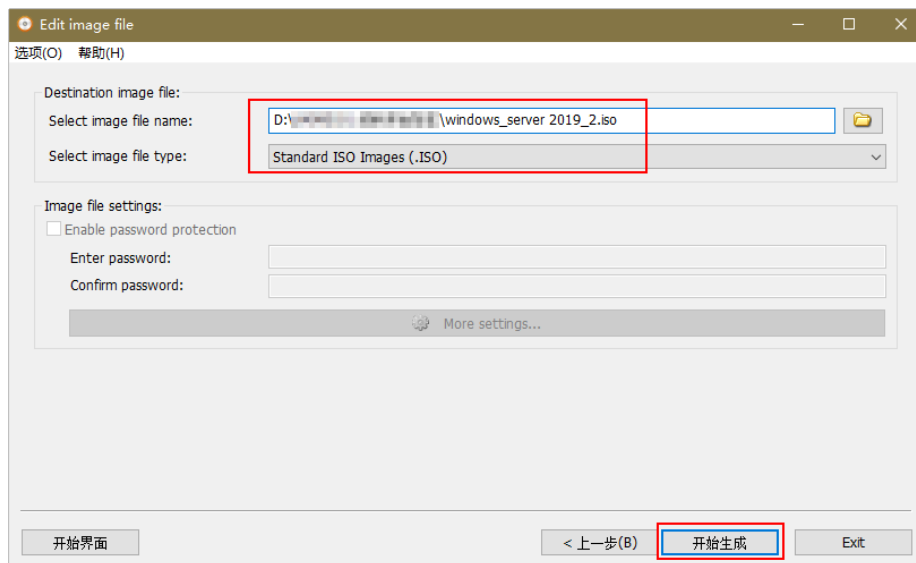 Edit image file
选项(O) 帮助(H)
Destination image file:
Select image file name: D:\ \windows_server 2019_2.iso
Select image file type: Standard ISO Images (.ISO)
Image file settings:
Enable password protection
Enter password:
Confirm password:
More settings...
开始界面 < 上一步(B) 开始生成 Exit